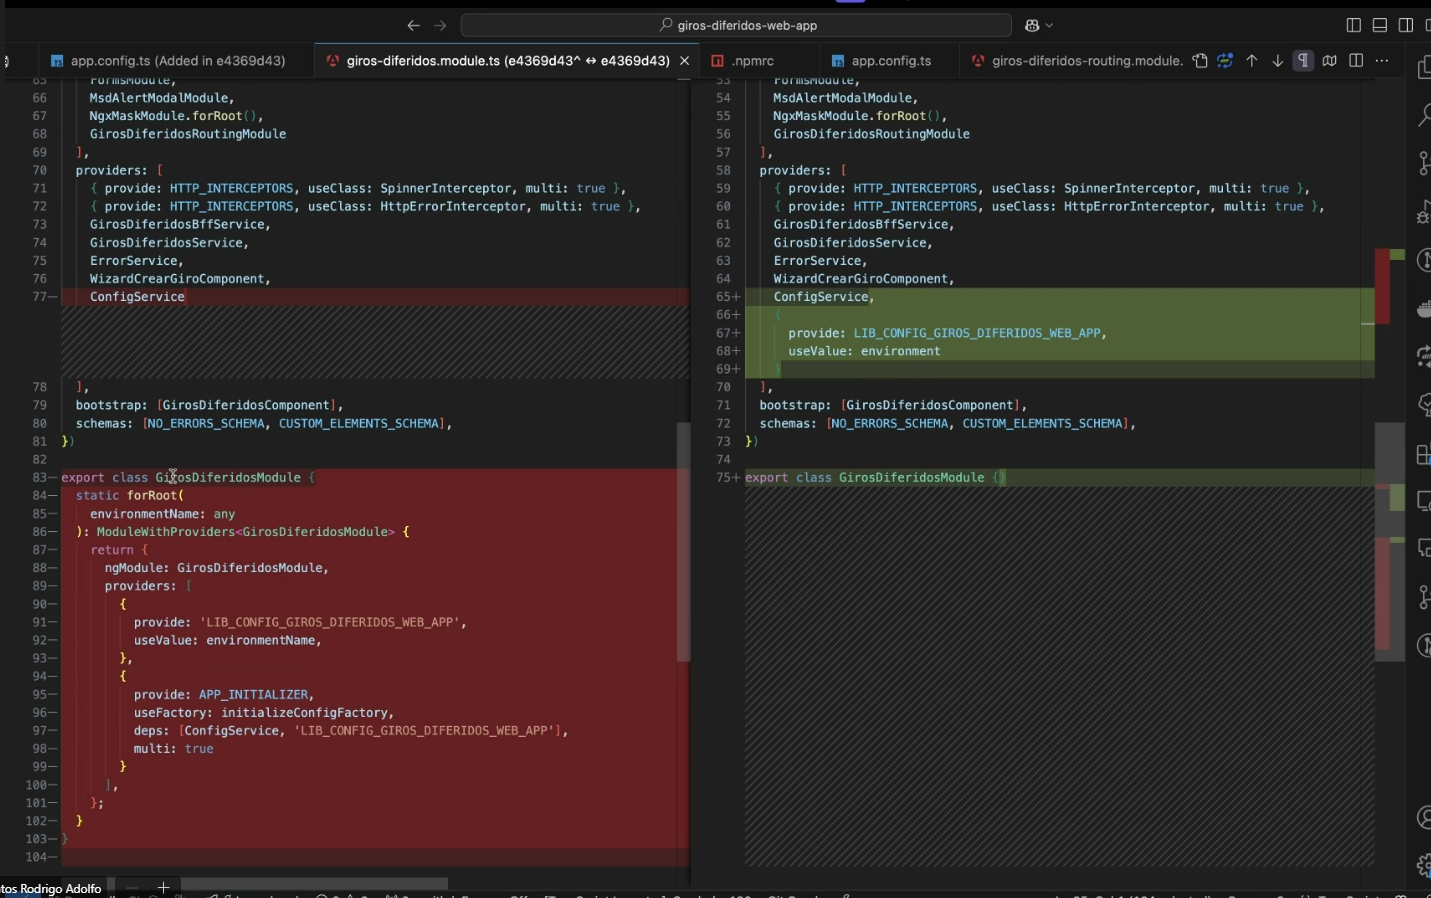 giros-diferidos-web-app
app.config.ts (Added in e4369d43)
giros-diferidos.module.ts (e4369d43^ ↔ e4369d43)
.npmrc
app.config.ts
giros-diferidos-routing.module.
65 FormsModule,
66 MsdAlertModalModule,
67 NgxMaskModule.forRoot(),
68 GirosDiferidosRoutingModule
69 ],
70 providers: [
71 { provide: HTTP_INTERCEPTORS, useClass: SpinnerInterceptor, multi: true },
72 { provide: HTTP_INTERCEPTORS, useClass: HttpErrorInterceptor, multi: true },
73 GirosDiferidosBffService,
74 GirosDiferidosService,
75 ErrorService,
76 WizardCrearGiroComponent,
77— ConfigService
78 ],
79 bootstrap: [GirosDiferidosComponent],
80 schemas: [NO_ERRORS_SCHEMA, CUSTOM_ELEMENTS_SCHEMA],
81 })
82
83— export class GirosDiferidosModule {
84— static forRoot(
85— environmentName: any
86— ): ModuleWithProviders<GirosDiferidosModule> {
87— return {
88— ngModule: GirosDiferidosModule,
89— providers: [
90— {
91— provide: 'LIB_CONFIG_GIROS_DIFERIDOS_WEB_APP',
92— useValue: environmentName,
93— },
94— {
95— provide: APP_INITIALIZER,
96— useFactory: initializeConfigFactory,
97— deps: [ConfigService, 'LIB_CONFIG_GIROS_DIFERIDOS_WEB_APP'],
98— multi: true
99— }
100— ],
101— };
102— }
103— }
104—
53 FormsModule,
54 MsdAlertModalModule,
55 NgxMaskModule.forRoot(),
56 GirosDiferidosRoutingModule
57 ],
58 providers: [
59 { provide: HTTP_INTERCEPTORS, useClass: SpinnerInterceptor, multi: true },
60 { provide: HTTP_INTERCEPTORS, useClass: HttpErrorInterceptor, multi: true },
61 GirosDiferidosBffService,
62 GirosDiferidosService,
63 ErrorService,
64 WizardCrearGiroComponent,
65+ ConfigService,
66+ {
67+ provide: LIB_CONFIG_GIROS_DIFERIDOS_WEB_APP,
68+ useValue: environment
69+ }
70 ],
71 bootstrap: [GirosDiferidosComponent],
72 schemas: [NO_ERRORS_SCHEMA, CUSTOM_ELEMENTS_SCHEMA],
73 })
74
75+ export class GirosDiferidosModule {}
tos Rodrigo Adolfo